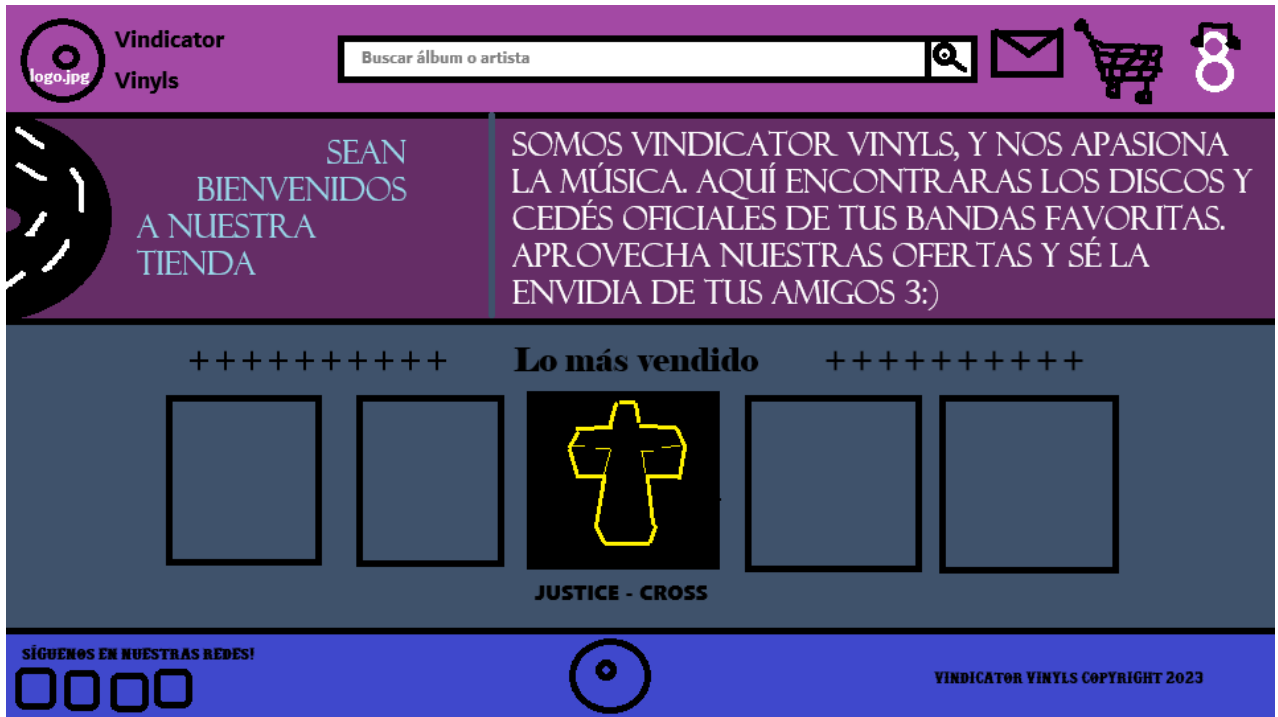 Vindicator
Vinyls
logo.jpg
Buscar álbum o artista
SEAN
BIENVENIDOS
A NUESTRA
TIENDA
SOMOS VINDICATOR VINYLS, Y NOS APASIONA
LA MÚSICA. AQUÍ ENCONTRARAS LOS DISCOS Y
CEDÉS OFICIALES DE TUS BANDAS FAVORITAS.
APROVECHA NUESTRAS OFERTAS Y SÉ LA
ENVIDIA DE TUS AMIGOS 3:)
++++++++++ Lo más vendido ++++++++++
JUSTICE - CROSS
SÍGUENOS EN NUESTRAS REDES!
VINDICATOR VINYLS COPYRIGHT 2023